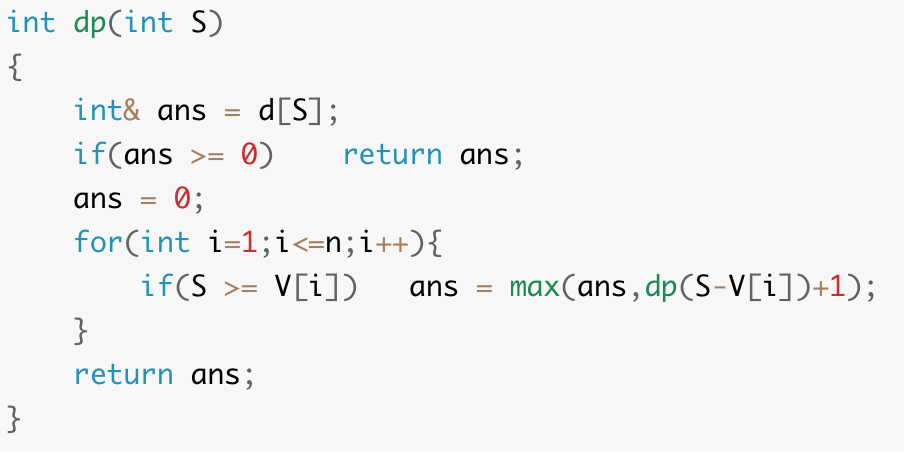 int dp(int S)
{
    int& ans = d[S];
    if(ans >= 0)    return ans;
    ans = 0;
    for(int i=1;i<=n;i++){
        if(S >= V[i])   ans = max(ans,dp(S-V[i])+1);
    }
    return ans;
}